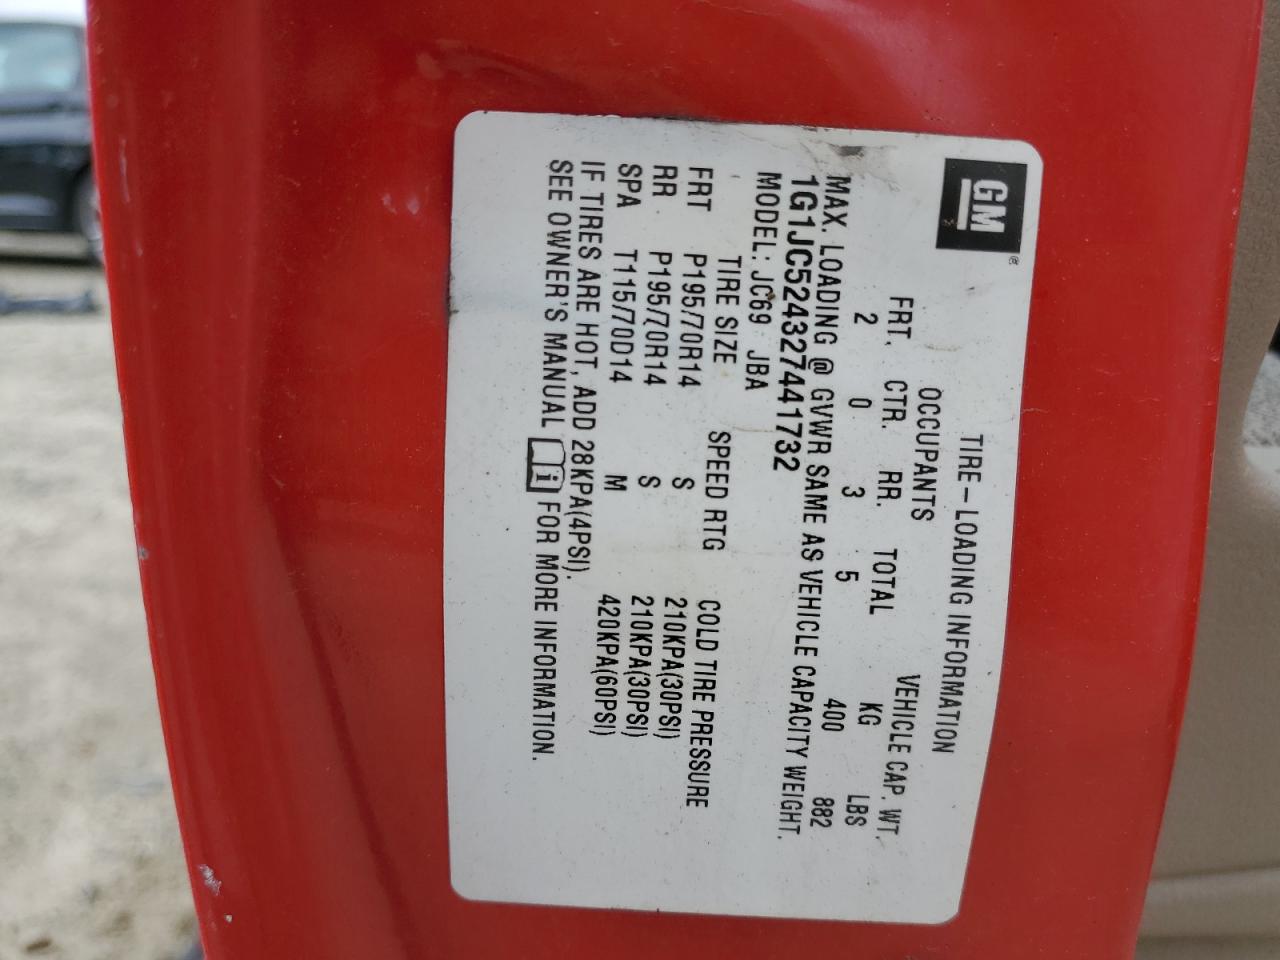 GM ®
TIRE-LOADING INFORMATION
OCCUPANTS VEHICLE CAP. WT.
FRT. CTR. RR. TOTAL KG LBS
2 0 3 5 400 882
MAX. LOADING @ GVWR SAME AS VEHICLE CAPACITY WEIGHT.
1G1JC524327441732
MODEL: JC69 JBA
TIRE SIZE SPEED RTG COLD TIRE PRESSURE
FRT P195/70R14 S 210KPA(30PSI)
RR P195/70R14 S 210KPA(30PSI)
SPA T115/70D14 M 420KPA(60PSI)
IF TIRES ARE HOT, ADD 28KPA(4PSI).
SEE OWNER'S MANUAL i FOR MORE INFORMATION.